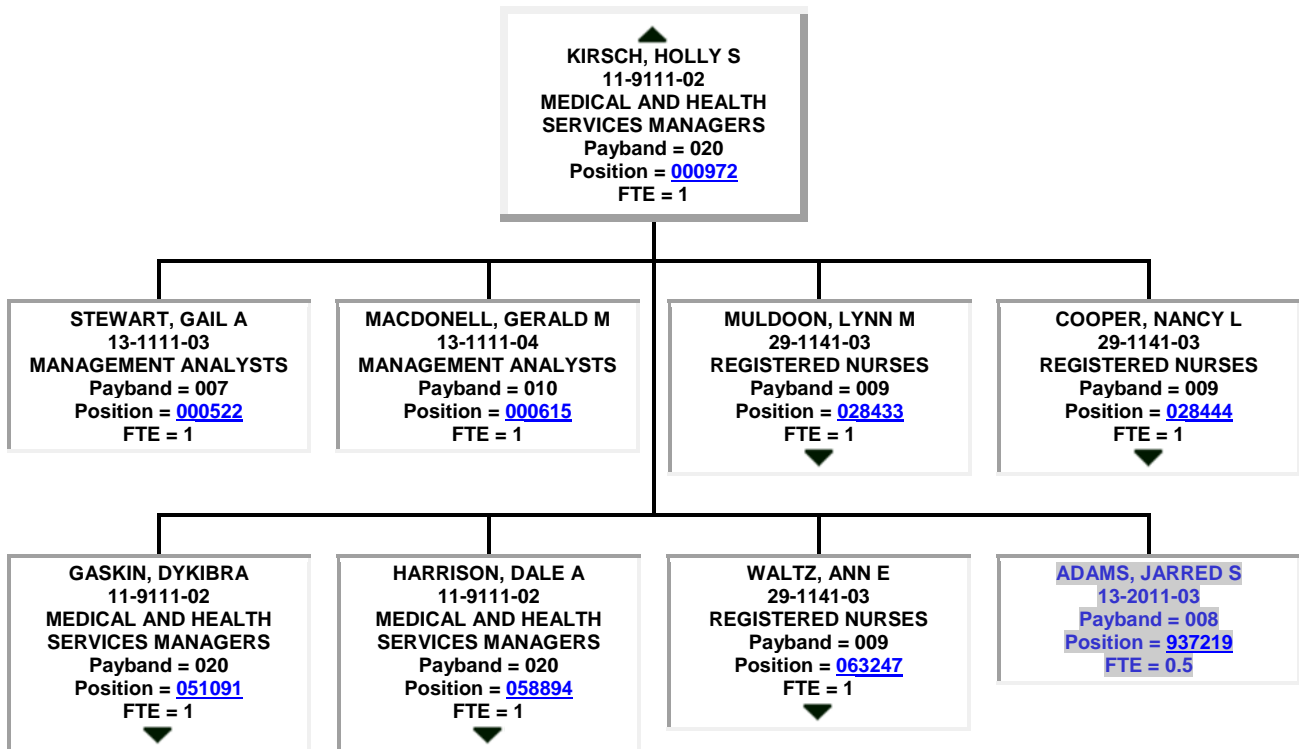 KIRSCH, HOLLY S
11-9111-02
MEDICAL AND HEALTH
SERVICES MANAGERS
Payband = 020
Position = 000972
FTE = 1
STEWART, GAIL A
13-1111-03
MANAGEMENT ANALYSTS
Payband = 007
Position = 000522
FTE = 1
MACDONELL, GERALD M
13-1111-04
MANAGEMENT ANALYSTS
Payband = 010
Position = 000615
FTE = 1
MULDOON, LYNN M
29-1141-03
REGISTERED NURSES
Payband = 009
Position = 028433
FTE = 1
COOPER, NANCY L
29-1141-03
REGISTERED NURSES
Payband = 009
Position = 028444
FTE = 1
GASKIN, DYKIBRA
11-9111-02
MEDICAL AND HEALTH
SERVICES MANAGERS
Payband = 020
Position = 051091
FTE = 1
HARRISON, DALE A
11-9111-02
MEDICAL AND HEALTH
SERVICES MANAGERS
Payband = 020
Position = 058894
FTE = 1
WALTZ, ANN E
29-1141-03
REGISTERED NURSES
Payband = 009
Position = 063247
FTE = 1
ADAMS, JARRED S
13-2011-03
Payband = 008
Position = 937219
FTE = 0.5